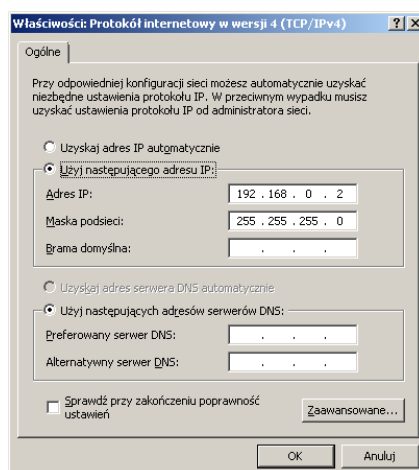 Właściwości: Protokół internetowy w wersji 4 (TCP/IPv4)
Ogólne
Przy odpowiedniej konfiguracji sieci możesz automatycznie uzyskać
niezbędne ustawienia protokołu IP. W przeciwnym wypadku musisz
uzyskać ustawienia protokołu IP od administratora sieci.
Uzyskaj adres IP automatycznie
Użyj następującego adresu IP:
Adres IP: 192 . 168 . 0 . 2
Maska podsieci: 255 . 255 . 255 . 0
Brama domyślna: . . .
Uzyskaj adres serwera DNS automatycznie
Użyj następujących adresów serwerów DNS:
Preferowany serwer DNS: . . .
Alternatywny serwer DNS: . . .
Sprawdź przy zakończeniu poprawność
ustawień
Zaawansowane...
OK Anuluj